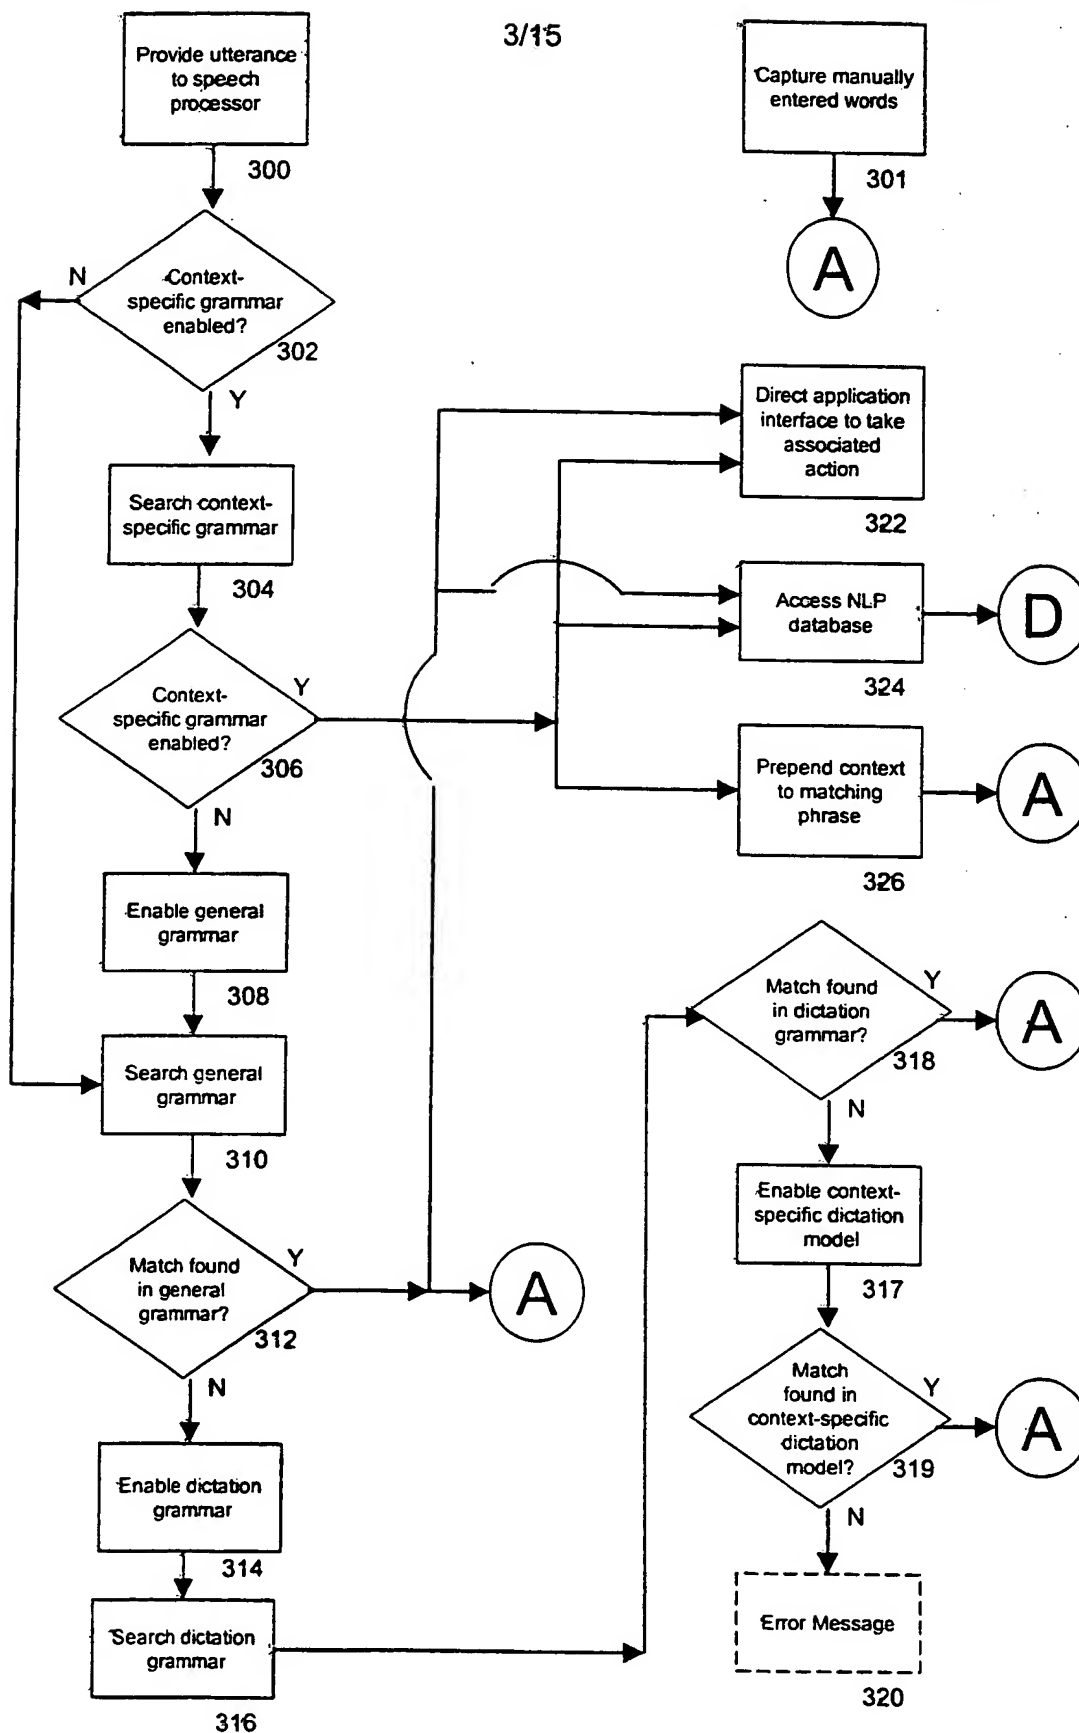 3/15
Provide utterance
to speech
processor
300
Context-
specific grammar
enabled?
302
N
Y
Search context-
specific grammar
304
Context-
specific grammar
enabled?
306
Y
N
Enable general
grammar
308
Search general
grammar
310
Match found
in general
grammar?
312
Y
A
N
Enable dictation
grammar
314
Search dictation
grammar
316
Capture manually
entered words
301
A
Direct application
interface to take
associated
action
322
Access NLP
database
324
D
Prepend context
to matching
phrase
326
A
Match found
in dictation
grammar?
318
Y
A
N
Enable context-
specific dictation
model
317
Match
found in
context-specific
dictation
model?
319
Y
A
N
Error Message
320